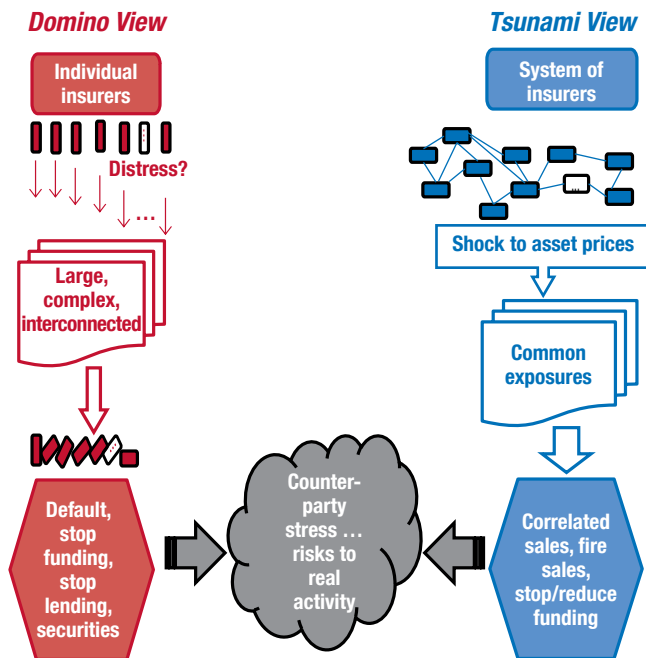 Domino View
Individual
insurers
Distress?
...
Large,
complex,
interconnected
Default,
stop
funding,
stop
lending,
securities
Tsunami View
System of
insurers
...
Shock to asset prices
Common
exposures
Correlated
sales, fire
sales,
stop/reduce
funding
Counter-
party
stress ...
risks to
real
activity